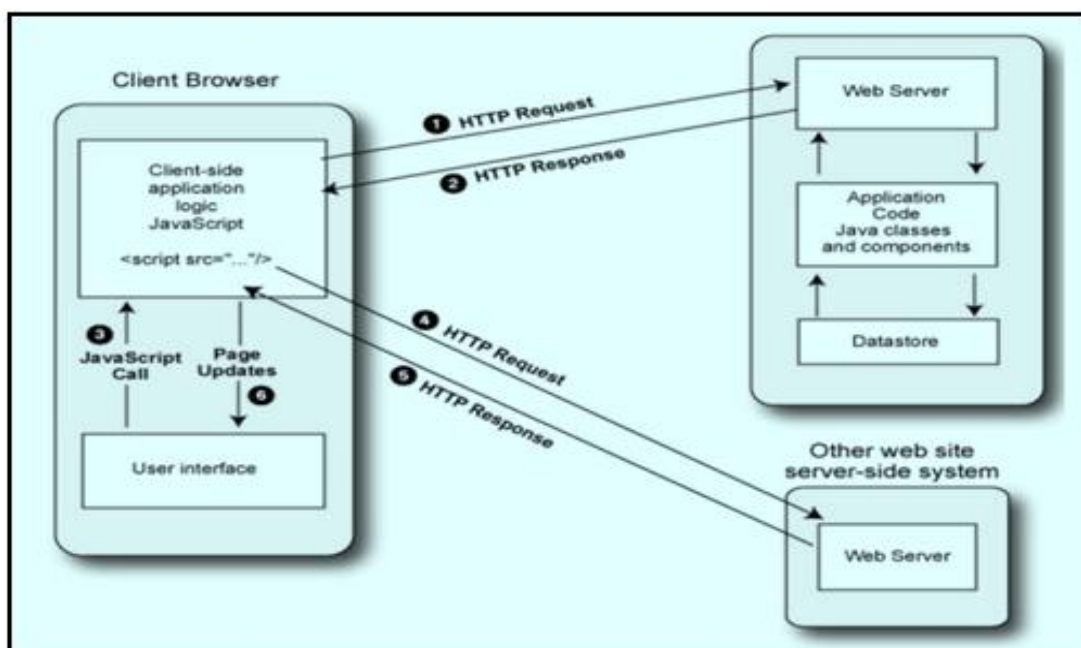 Client Browser
Client-side
application
logic
JavaScript
<script src="..."/>
3
JavaScript
Call
Page
Updates
6
User interface
1 HTTP Request
2 HTTP Response
4 HTTP Request
5 HTTP Response
Web Server
Application
Code
Java classes
and components
Datastore
Other web site
server-side system
Web Server